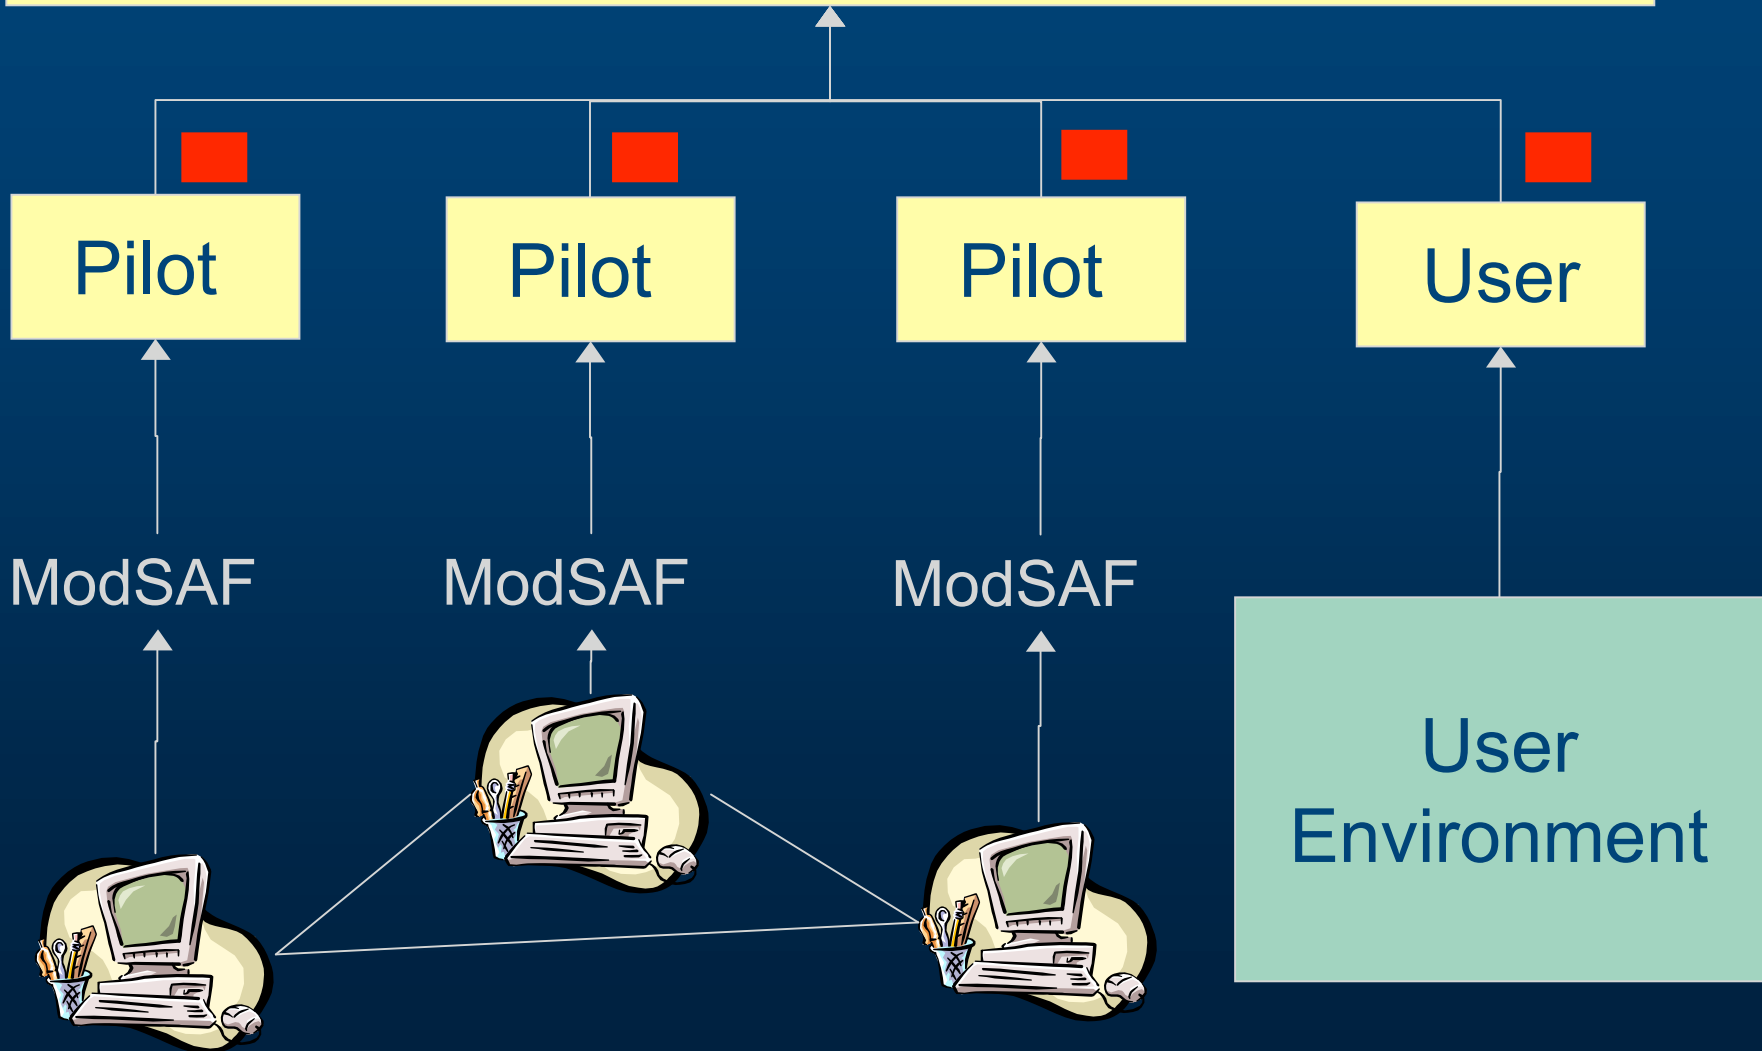 Pilot
Pilot
Pilot
User
ModSAF
ModSAF
ModSAF
User
Environment